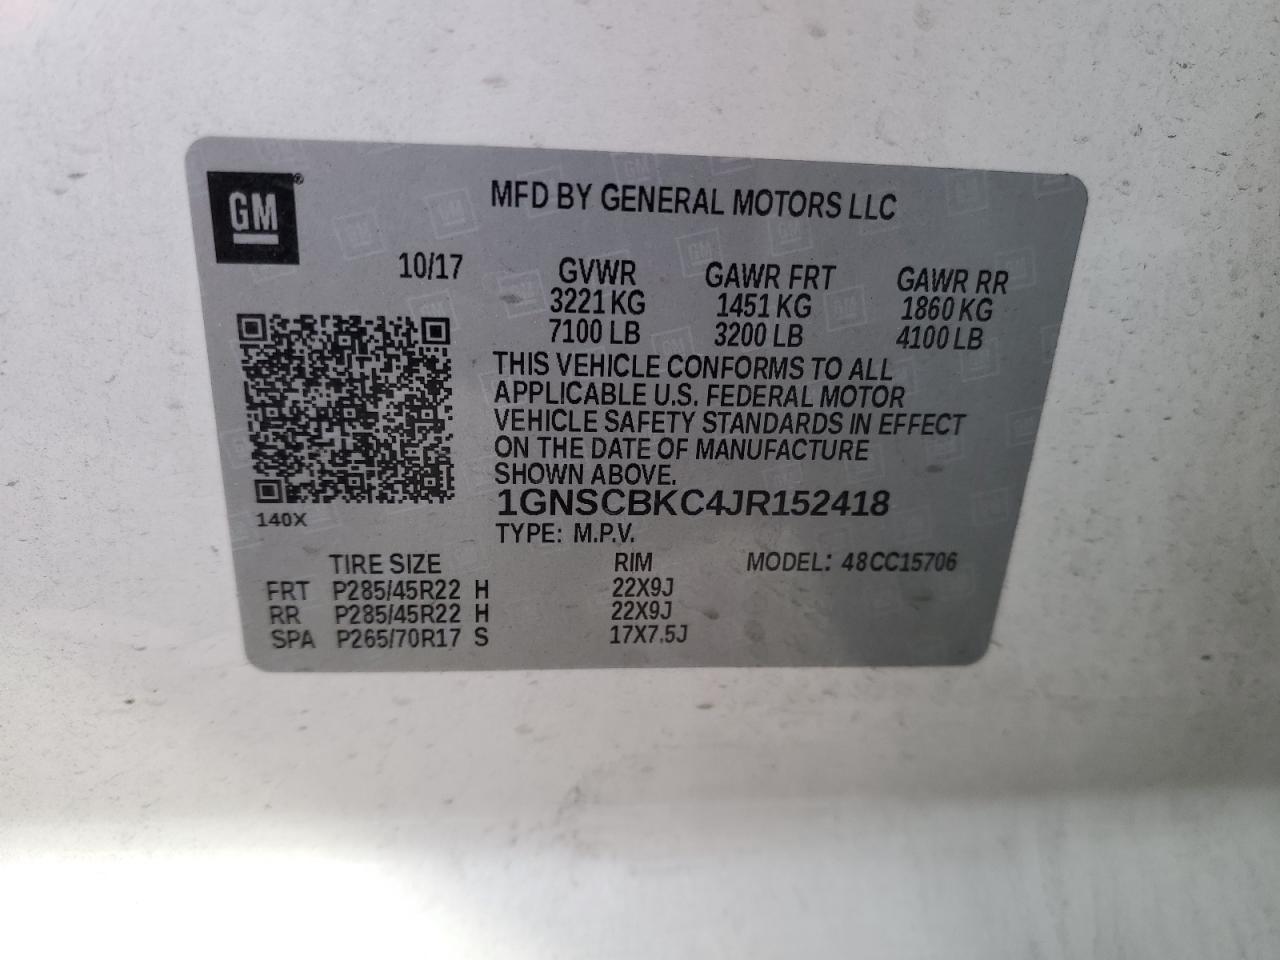 GM®
MFD BY GENERAL MOTORS LLC
10/17
GVWR GAWR FRT GAWR RR
3221 KG 1451 KG 1860 KG
7100 LB 3200 LB 4100 LB
THIS VEHICLE CONFORMS TO ALL
APPLICABLE U.S. FEDERAL MOTOR
VEHICLE SAFETY STANDARDS IN EFFECT
ON THE DATE OF MANUFACTURE
SHOWN ABOVE.
1GNSCBKC4JR152418
140X
TYPE: M.P.V.
TIRE SIZE RIM MODEL: 48CC15706
FRT P285/45R22 H 22X9J
RR P285/45R22 H 22X9J
SPA P265/70R17 S 17X7.5J